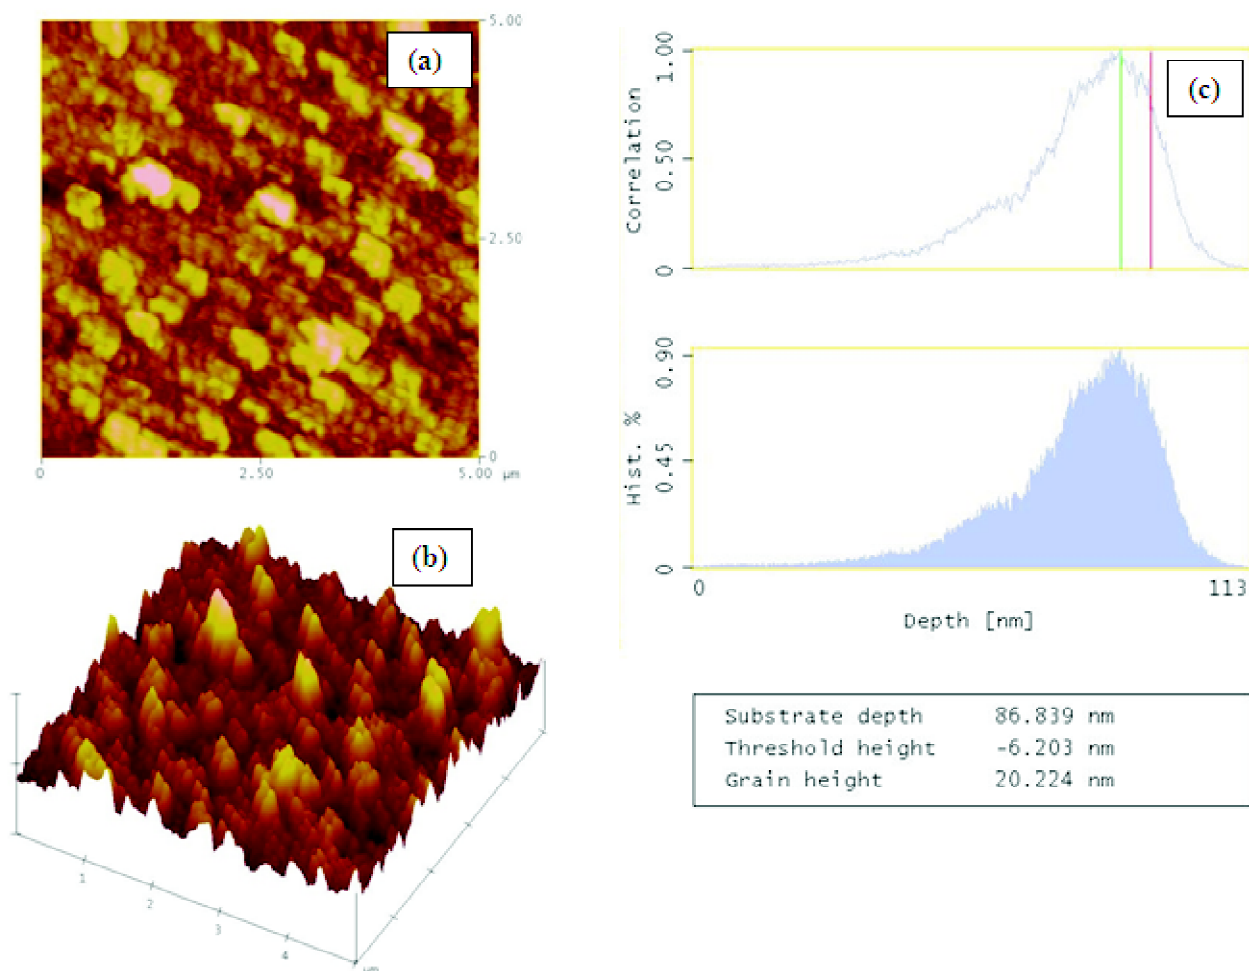 (a)
5.00
2.50
0
0
2.50
5.00 µm
(b)
1
2
3
4
µm
(c)
1.00
0.50
0
Correlation
0.90
0.45
0
Hist. %
0
113
Depth [nm]
Substrate depth 86.839 nm
Threshold height -6.203 nm
Grain height 20.224 nm